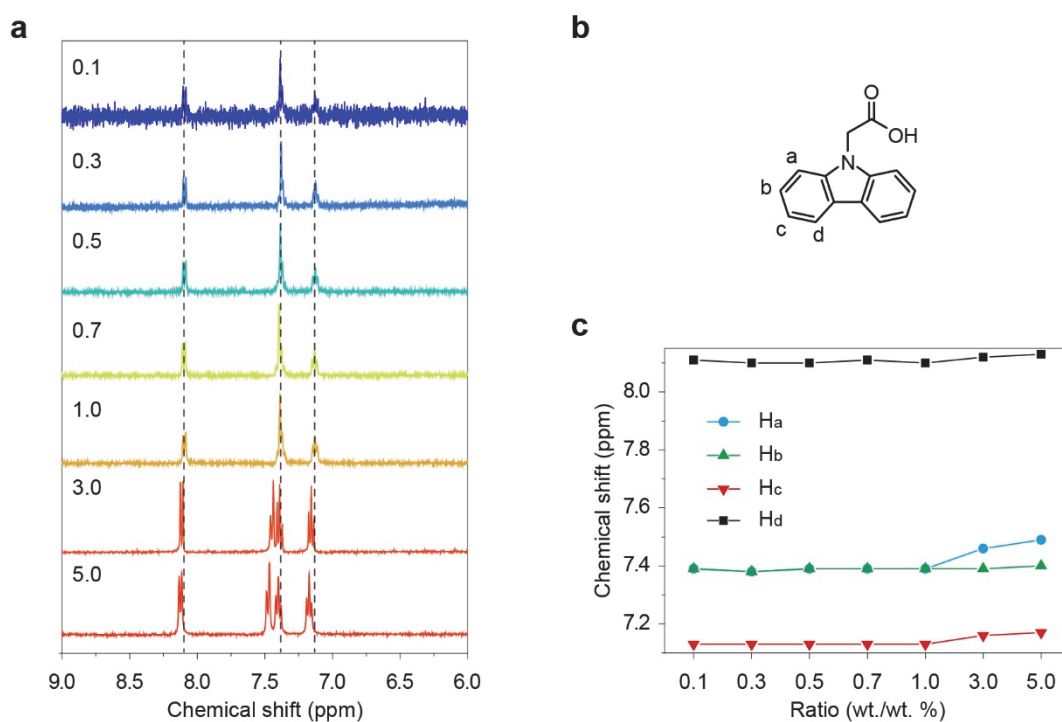 a
0.1
0.3
0.5
0.7
1.0
3.0
5.0
9.0 8.5 8.0 7.5 7.0 6.5 6.0
Chemical shift (ppm)
b
O
OH
N
a
b
c
d
c
8.0
7.8
7.6
7.4
7.2
Chemical shift (ppm)
Ha
Hb
Hc
Hd
0.1 0.3 0.5 0.7 1.0 3.0 5.0
Ratio (wt./wt. %)